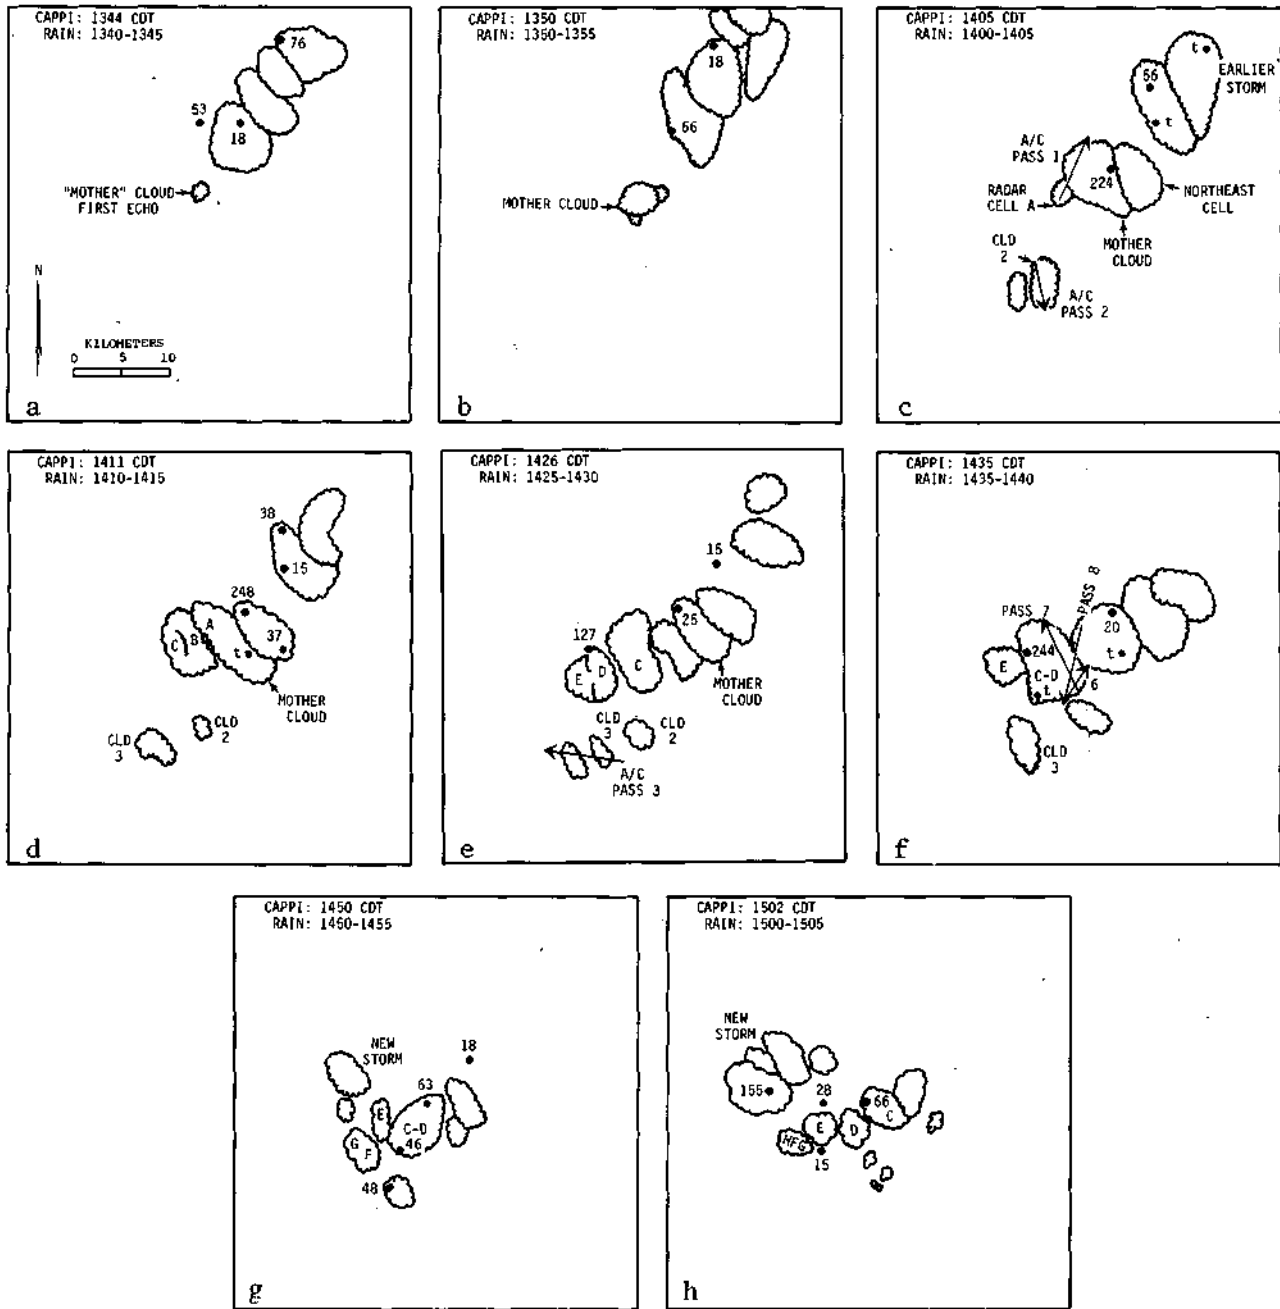 CAPPI: 1344 CDT
RAIN: 1340-1345
76
53
18
"MOTHER" CLOUD
FIRST ECHO
N
KILOMETERS
0 5 10
a
CAPPI: 1350 CDT
RAIN: 1350-1355
18
66
MOTHER CLOUD
b
CAPPI: 1405 CDT
RAIN: 1400-1405
t
EARLIER
STORM
66
t
A/C
PASS 1
224
RADAR
CELL A
NORTHEAST
CELL
MOTHER
CLOUD
CLD
2
A/C
PASS 2
c
CAPPI: 1411 CDT
RAIN: 1410-1415
38
15
248
A
B
C
37
t
MOTHER
CLOUD
CLD
2
CLD
3
d
CAPPI: 1426 CDT
RAIN: 1425-1430
15
25
127
C
D
E
MOTHER
CLOUD
CLD
3
CLD
2
A/C
PASS 3
e
CAPPI: 1435 CDT
RAIN: 1435-1440
PASS 7
PASS 8
20
244
t
E
C-D
t
6
CLD
3
f
CAPPI: 1450 CDT
RAIN: 1450-1455
NEW
STORM
18
63
E
C-D
46
G
F
48
g
CAPPI: 1502 CDT
RAIN: 1500-1505
NEW
STORM
155
28
66
C
E
D
HFG
15
h